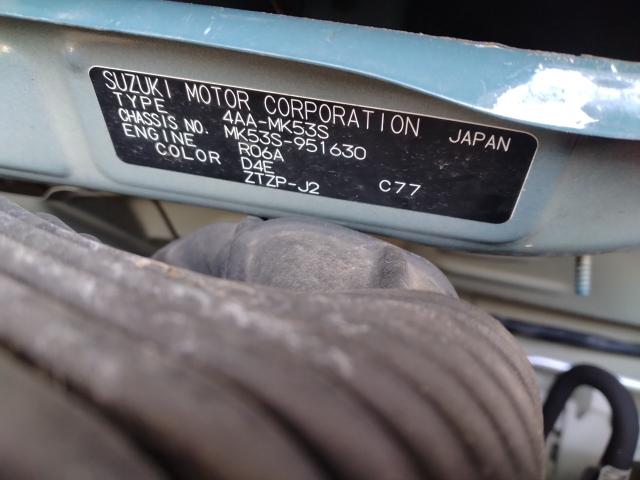 SUZUKI MOTOR CORPORATION JAPAN
TYPE 4AA-MK53S
CHASSIS NO. MK53S-951630
ENGINE R06A
COLOR D4E
ZTZP-J2 C77